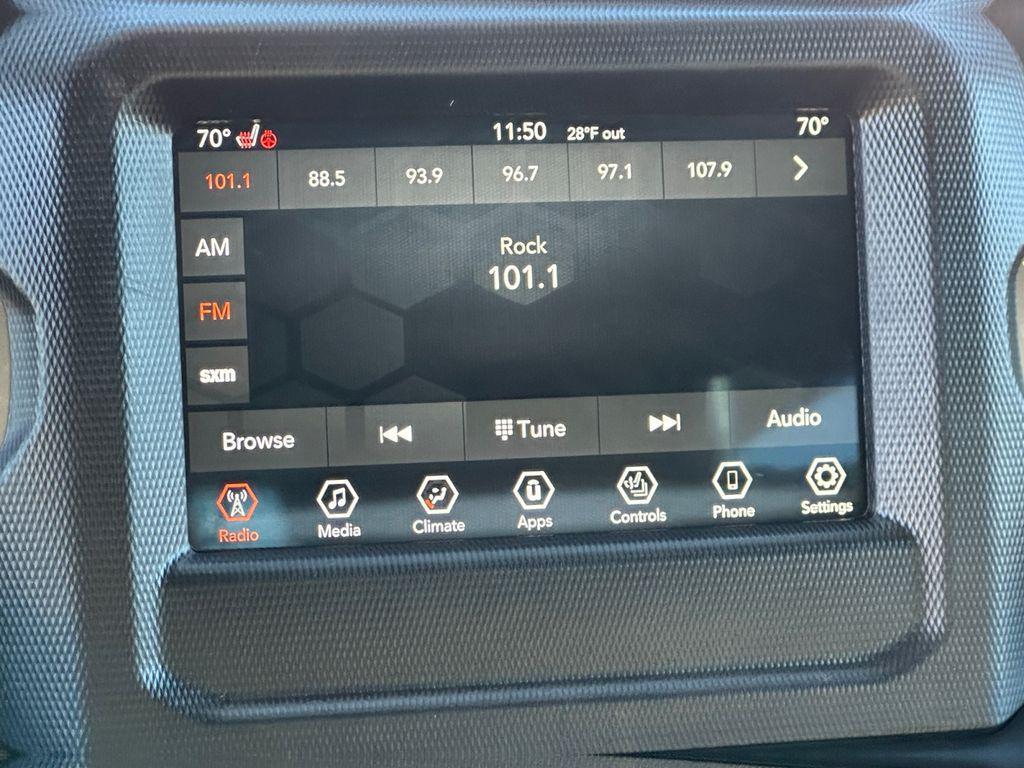 70° 11:50 28°F out 70°
101.1 88.5 93.9 96.7 97.1 107.9
AM
Rock
101.1
FM
sxm
Browse Tune Audio
Radio Media Climate Apps Controls Phone Settings